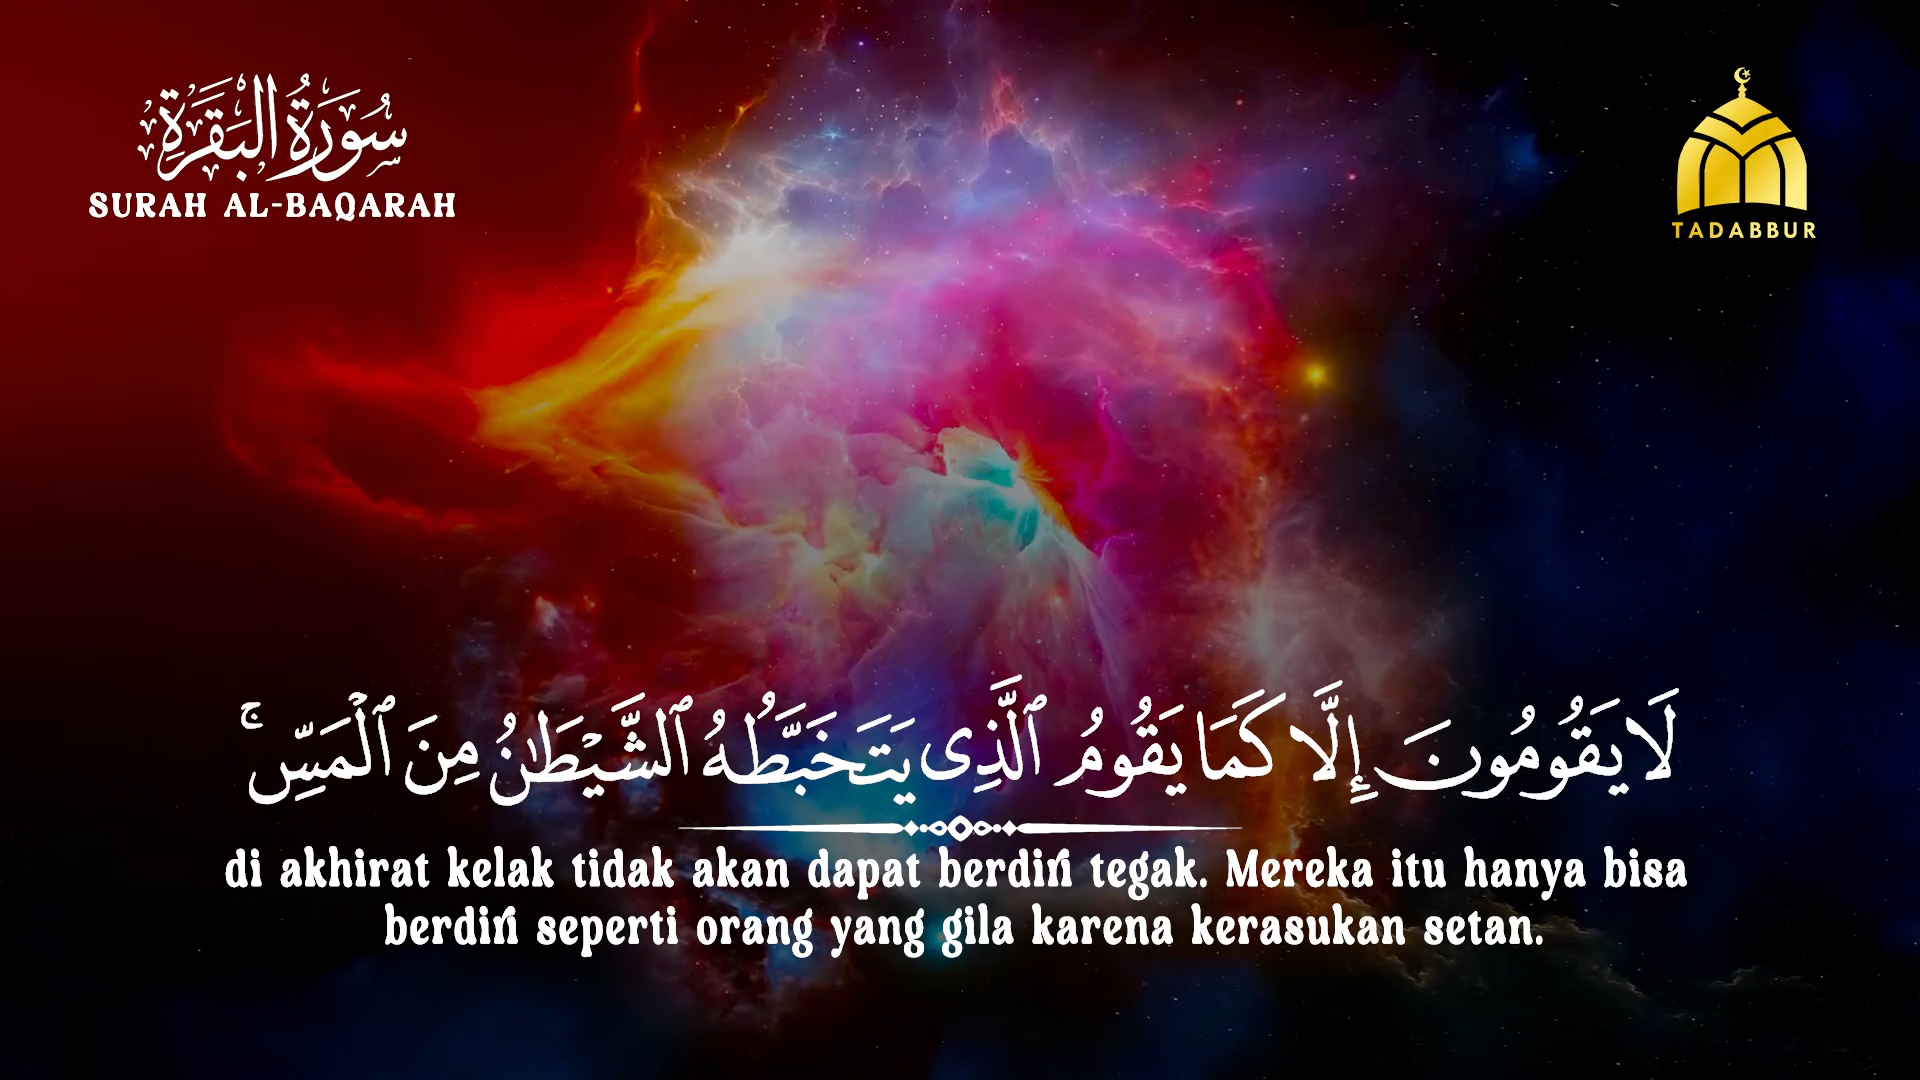 سُورَةُ البَقَرَةِ
SURAH AL-BAQARAH
TADABBUR
لَا يَقُومُونَ إِلَّا كَمَا يَقُومُ ٱلَّذِى يَتَخَبَّطُهُ ٱلشَّيْطَٰنُ مِنَ ٱلْمَسِّ ۚ
di akhirat kelak tidak akan dapat berdiri tegak. Mereka itu hanya bisa
berdiri seperti orang yang gila karena kerasukan setan.